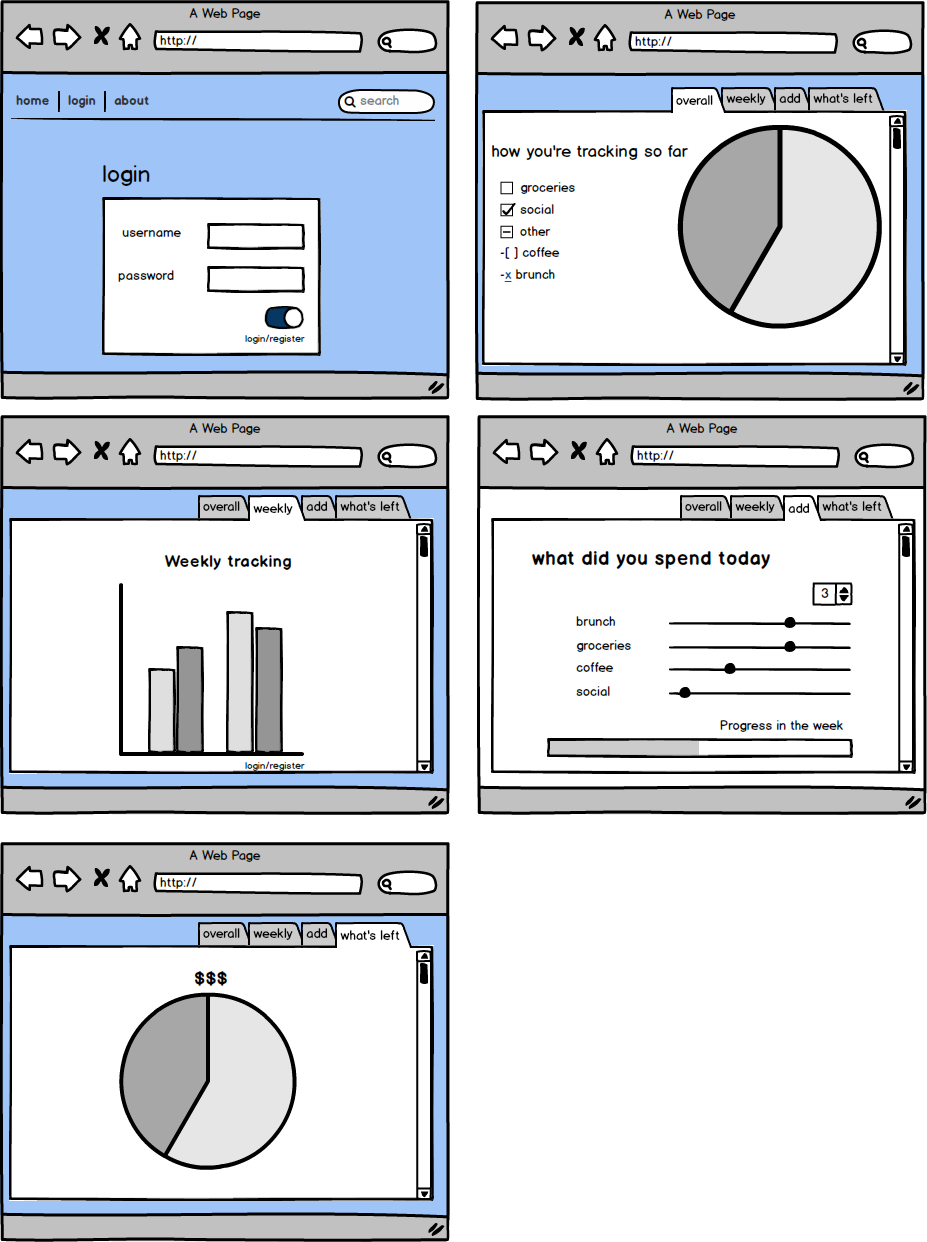 A Web Page
http://
home login about
search
login
username
password
login/register
A Web Page
http://
overall weekly add what's left
how you're tracking so far
groceries
social
other
-[ ] coffee
-x brunch
A Web Page
http://
overall weekly add what's left
Weekly tracking
login/register
A Web Page
http://
overall weekly add what's left
what did you spend today
3
brunch
groceries
coffee
social
Progress in the week
A Web Page
http://
overall weekly add what's left
$$$